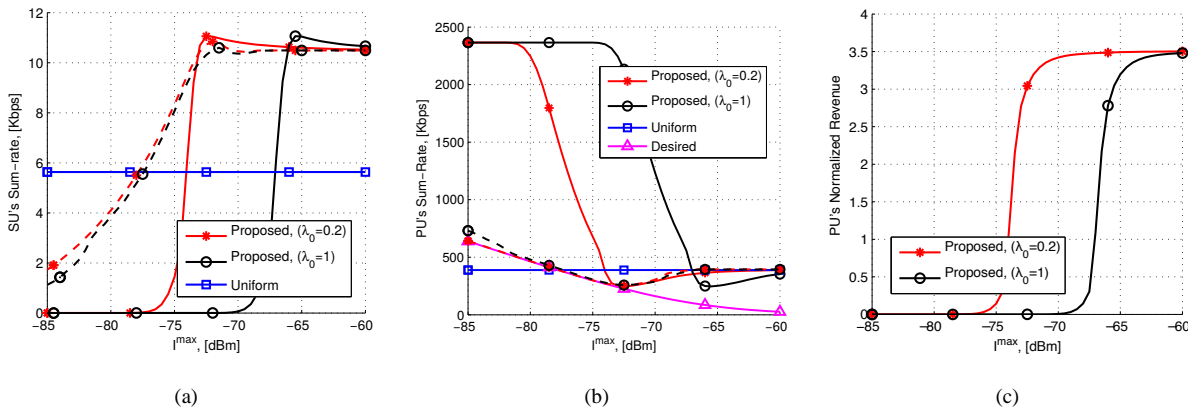 12
10
8
6
4
2
0
−85
−80
−75
−70
−65
−60
SU's Sum−rate, [Kbps]
I^max, [dBm]
Proposed, (λ₀=0.2)
Proposed, (λ₀=1)
Uniform
(a)
2500
2000
1500
1000
500
0
−85
−80
−75
−70
−65
−60
PU's Sum−Rate, [Kbps]
I^max, [dBm]
Proposed, (λ₀=0.2)
Proposed, (λ₀=1)
Uniform
Desired
(b)
4
3.5
3
2.5
2
1.5
1
0.5
0
−85
−80
−75
−70
−65
−60
PU's Normalized Revenue
I^max, [dBm]
Proposed, (λ₀=0.2)
Proposed, (λ₀=1)
(c)